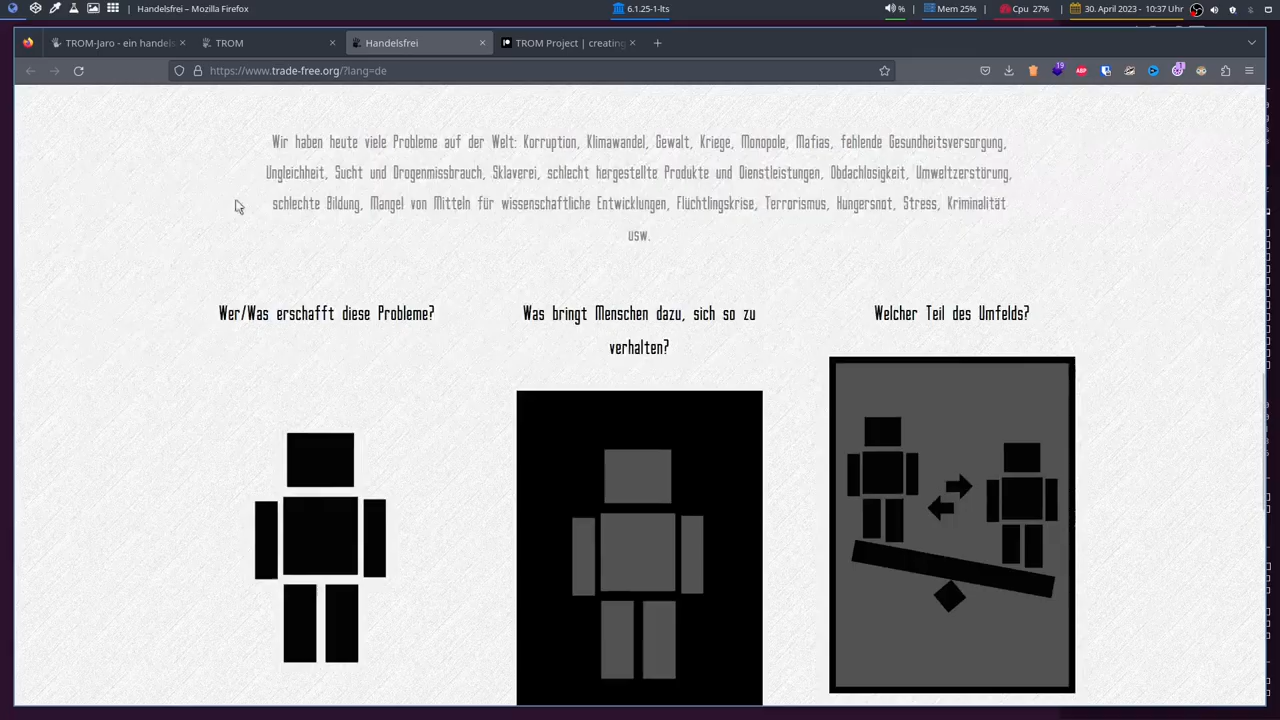 Handelsfrei – Mozilla Firefox
6.1.25-1-lts
%
Mem 25%
Cpu 27%
30. April 2023 - 10:37 Uhr
TROM-Jaro - ein handels
TROM
Handelsfrei
TROM Project | creating
https://www.trade-free.org/?lang=de
19
ABP
Wir haben heute viele Probleme auf der Welt: Korruption, Klimawandel, Gewalt, Kriege, Monopole, Mafias, fehlende Gesundheitsversorgung,
Ungleichheit, Sucht und Drogenmissbrauch, Sklaverei, schlecht hergestellte Produkte und Dienstleistungen, Obdachlosigkeit, Umweltzerstörung,
schlechte Bildung, Mangel von Mitteln für wissenschaftliche Entwicklungen, Flüchtlingskrise, Terrorismus, Hungersnot, Stress, Kriminalität
usw.
Wer/Was erschafft diese Probleme?
Was bringt Menschen dazu, sich so zu
verhalten?
Welcher Teil des Umfelds?